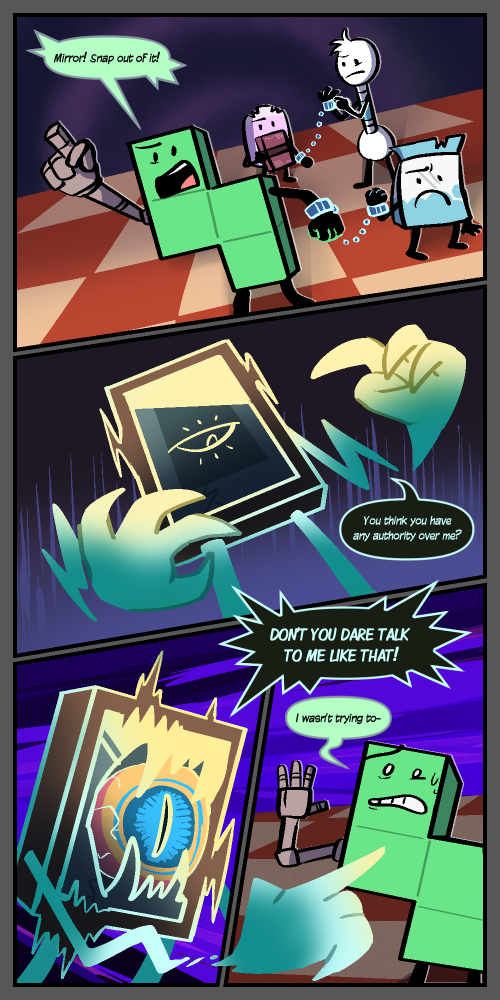 Mirror! Snap out of it!
You think you have
any authority over me?
DON'T YOU DARE TALK
TO ME LIKE THAT!
I wasn't trying to-